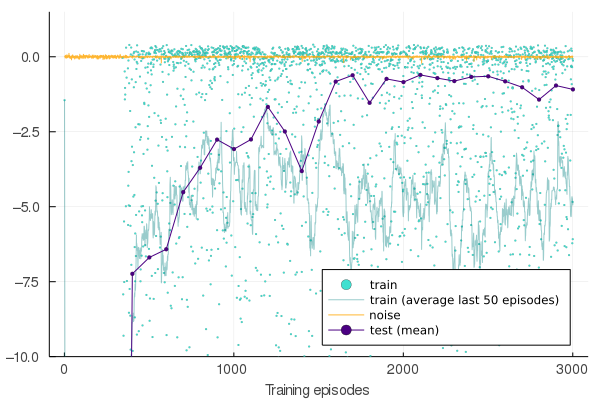 0.0
−2.5
−5.0
−7.5
−10.0
train
train (average last 50 episodes)
noise
test (mean)
0 1000 2000 3000
Training episodes